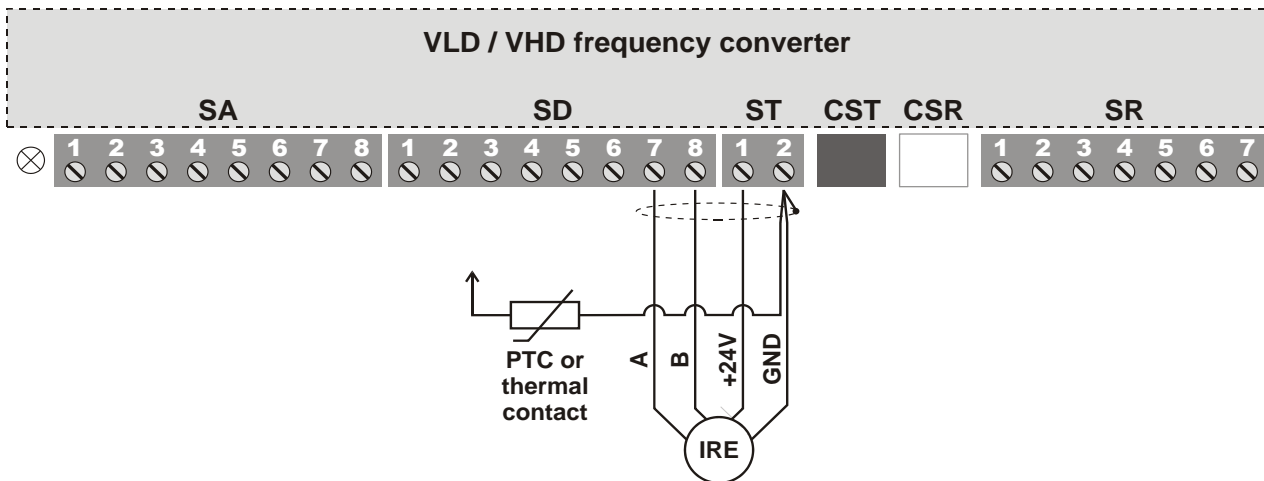 VLD / VHD frequency converter
SA SD ST CST CSR SR
1 2 3 4 5 6 7 8 1 2 3 4 5 6 7 8 1 2 1 2 3 4 5 6 7
A B +24V GND
PTC or
thermal
contact
IRE